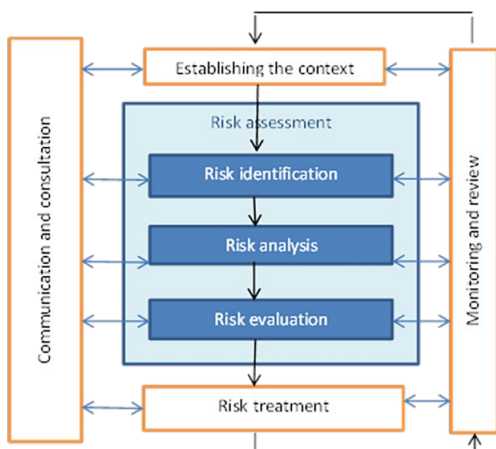 Establishing the context
Risk assessment
Risk identification
Risk analysis
Risk evaluation
Risk treatment
Communication and consultation
Monitoring and review